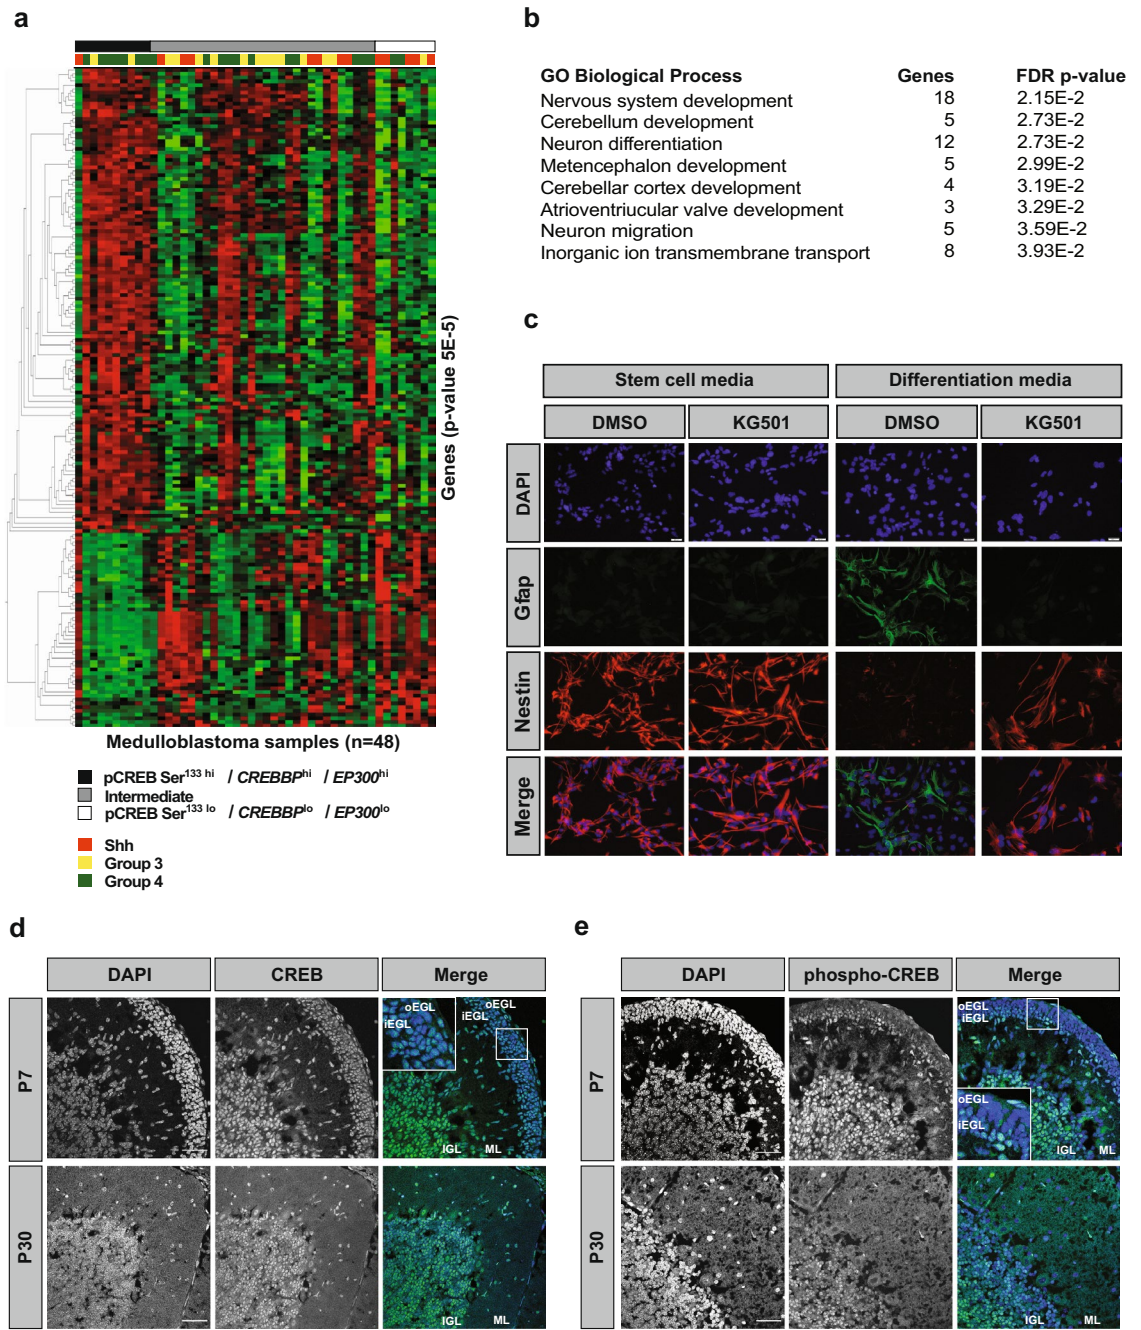 a
Genes (p-value 5E-5)
Medulloblastoma samples (n=48)
pCREB Ser133 hi / CREBBPhi / EP300hi
Intermediate
pCREB Ser133 lo / CREBBPlo / EP300lo
Shh
Group 3
Group 4
b
GO Biological Process Genes FDR p-value
Nervous system development 18 2.15E-2
Cerebellum development 5 2.73E-2
Neuron differentiation 12 2.73E-2
Metencephalon development 5 2.99E-2
Cerebellar cortex development 4 3.19E-2
Atrioventriucular valve development 3 3.29E-2
Neuron migration 5 3.59E-2
Inorganic ion transmembrane transport 8 3.93E-2
c
Stem cell media Differentiation media
DMSO KG501 DMSO KG501
DAPI
Gfap
Nestin
Merge
d
DAPI CREB Merge
P7
oEGL
iEGL
oEGL
iEGL
IGL ML
P30
IGL ML
e
DAPI phospho-CREB Merge
P7
oEGL
iEGL
oEGL
iEGL
IGL ML
P30
IGL ML